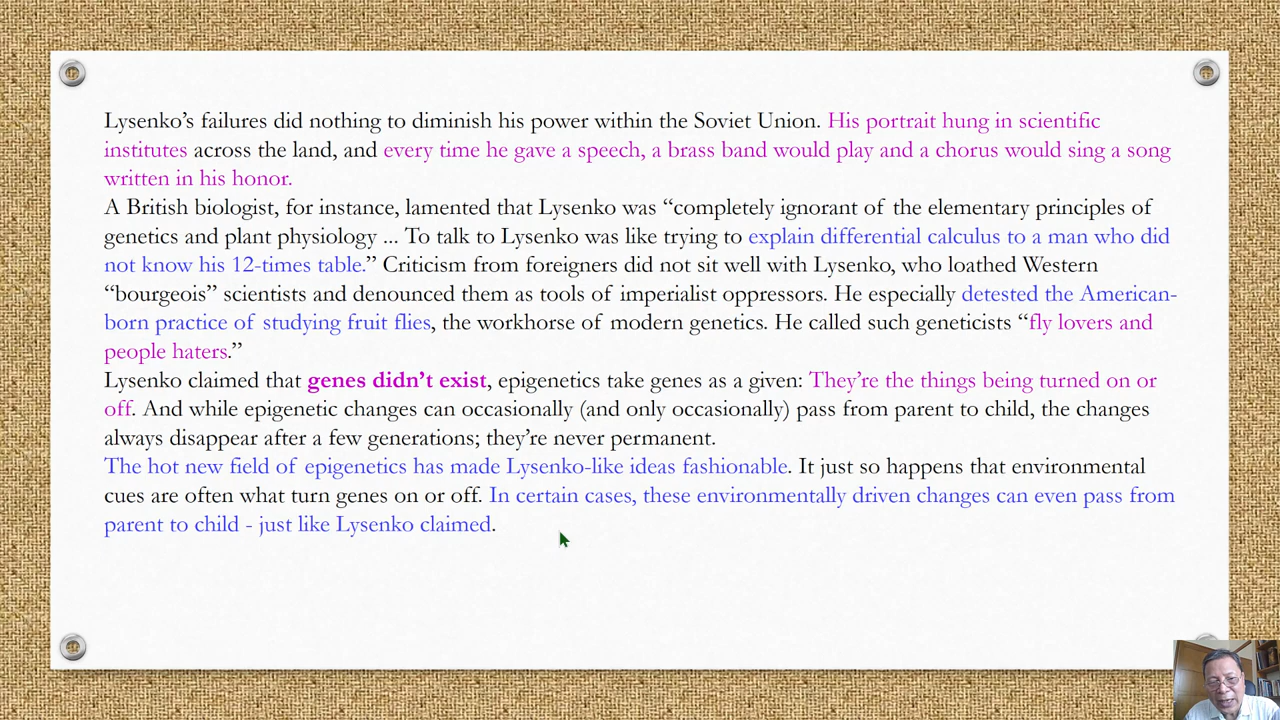 Lysenko’s failures did nothing to diminish his power within the Soviet Union. His portrait hung in scientific
institutes across the land, and every time he gave a speech, a brass band would play and a chorus would sing a song
written in his honor.
A British biologist, for instance, lamented that Lysenko was “completely ignorant of the elementary principles of
genetics and plant physiology ... To talk to Lysenko was like trying to explain differential calculus to a man who did
not know his 12-times table.” Criticism from foreigners did not sit well with Lysenko, who loathed Western
“bourgeois” scientists and denounced them as tools of imperialist oppressors. He especially detested the American-
born practice of studying fruit flies, the workhorse of modern genetics. He called such geneticists “fly lovers and
people haters.”
Lysenko claimed that genes didn’t exist, epigenetics take genes as a given: They’re the things being turned on or
off. And while epigenetic changes can occasionally (and only occasionally) pass from parent to child, the changes
always disappear after a few generations; they’re never permanent.
The hot new field of epigenetics has made Lysenko-like ideas fashionable. It just so happens that environmental
cues are often what turn genes on or off. In certain cases, these environmentally driven changes can even pass from
parent to child - just like Lysenko claimed.